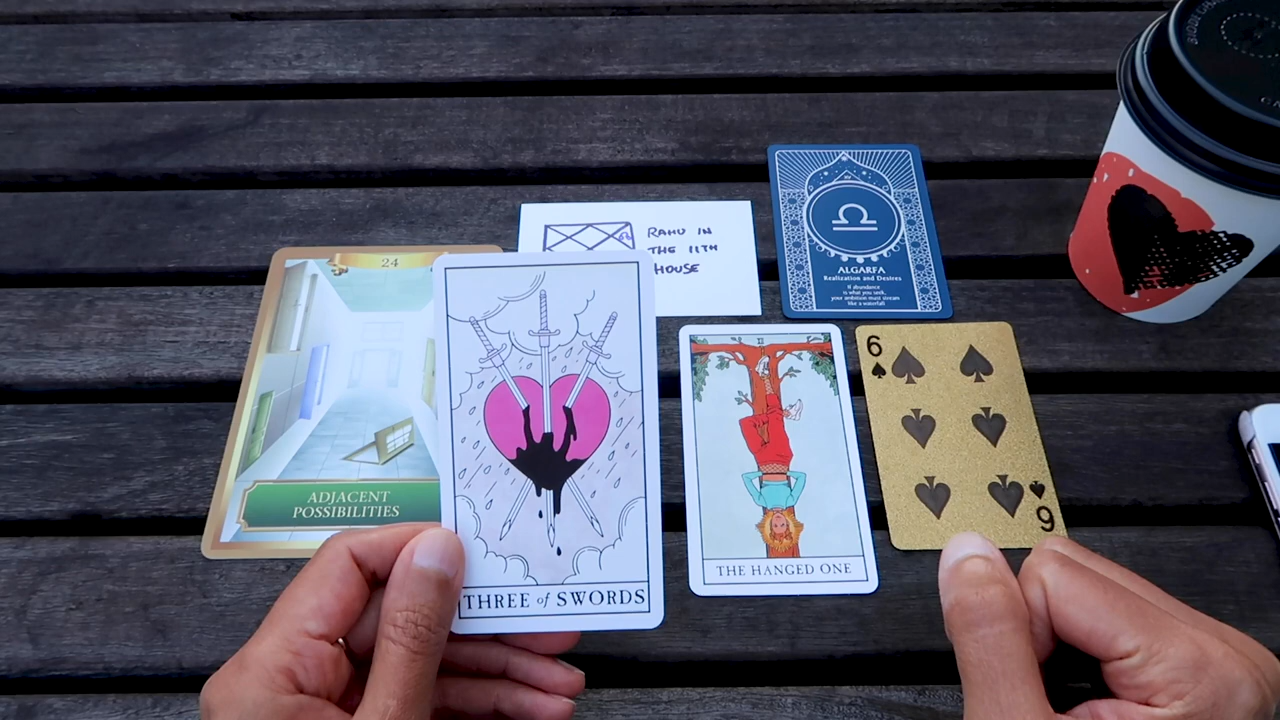 24
ADJACENT
POSSIBILITIES
RAHU IN
THE 11TH
HOUSE
ALGARFA
Realization and Desires
If abundance
is what you seek,
your ambition must stream
like a waterfall
THREE of SWORDS
THE HANGED ONE
6
6